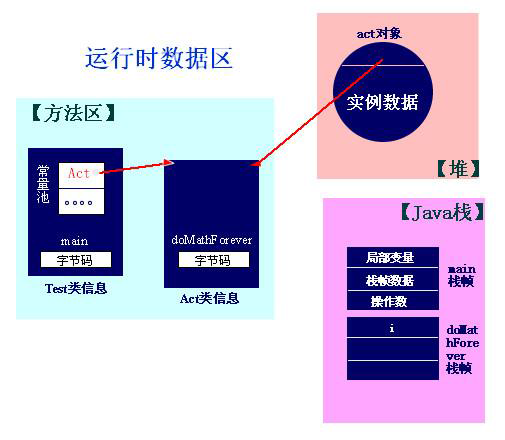 运行时数据区
act对象
实例数据
【堆】
【方法区】
常量池
Act
。。。。
main
字节码
Test类信息
doMathForever
字节码
Act类信息
【Java栈】
局部变量
栈帧数据
操作数
main
栈帧
i
doMat
hFore
ver
栈帧